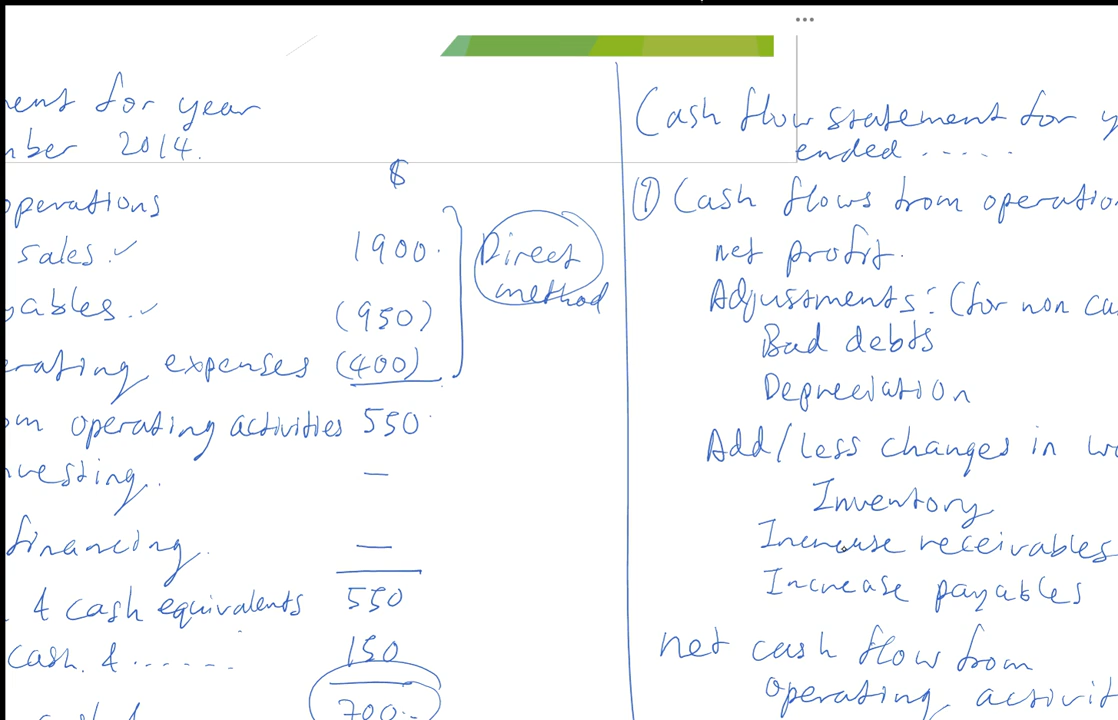 ent for year
mber 2014.
$
operations
sales. ✓ 1900.
yables. ✓ (950)
erating expenses (400)
Direct
method
om operating activities 550
nvesting. —
financing. —
. & cash equivalents 550
cash. & ...... 150
700
Cash flow statement for y
ended .....
① Cash flows from operatio
net profit.
Adjustments: (for non ca
Bad debts
Depreciation
Add/less changes in wo
Inventory
Increase receivables
Increase payables
net cash flow from
operating activit